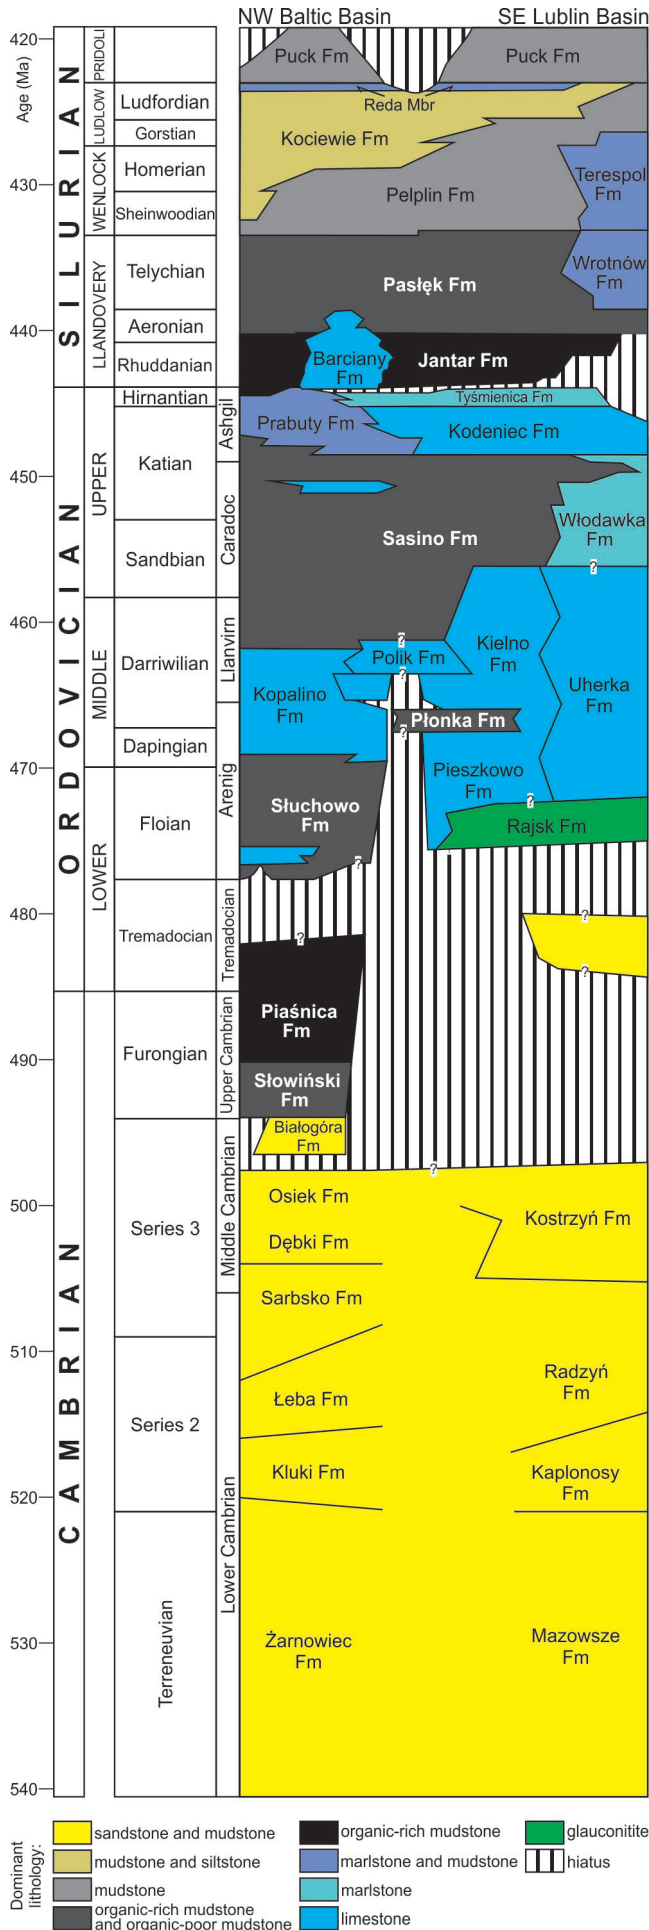 NW Baltic Basin
SE Lublin Basin
Age (Ma)
420
430
440
450
460
470
480
490
500
510
520
530
540
SILURIAN
ORDOVICIAN
CAMBRIAN
PRIDOLI
LUDLOW
WENLOCK
LLANDOVERY
UPPER
MIDDLE
LOWER
Ludfordian
Gorstian
Homerian
Sheinwoodian
Telychian
Aeronian
Rhuddanian
Hirnantian
Katian
Sandbian
Darriwilian
Dapingian
Floian
Tremadocian
Furongian
Series 3
Series 2
Terreneuvian
Ashgil
Caradoc
Llanvirn
Arenig
Tremadocian
Upper Cambrian
Middle Cambrian
Lower Cambrian
Puck Fm
Puck Fm
Reda Mbr
Kociewie Fm
Pelplin Fm
Terespol
Fm
Wrotnów
Fm
Pasłęk Fm
Barciany
Fm
Jantar Fm
Tyśmienica Fm
Prabuty Fm
Kodeniec Fm
Sasino Fm
Włodawka
Fm
?
?
Polik Fm
?
Kielno
Fm
Uherka
Fm
Kopalino
Fm
Płonka Fm
?
Pieszkowo
Fm
?
Słuchowo
Fm
Rajsk Fm
?
?
?
?
Piaśnica
Fm
Słowiński
Fm
Białogóra
Fm
?
Osiek Fm
Kostrzyń Fm
Dębki Fm
Sarbsko Fm
Łeba Fm
Radzyń
Fm
Kluki Fm
Kaplonosy
Fm
Żarnowiec
Fm
Mazowsze
Fm
Dominant
lithology:
sandstone and mudstone
mudstone and siltstone
mudstone
organic-rich mudstone
and organic-poor mudstone
organic-rich mudstone
marlstone and mudstone
marlstone
limestone
glauconitite
hiatus